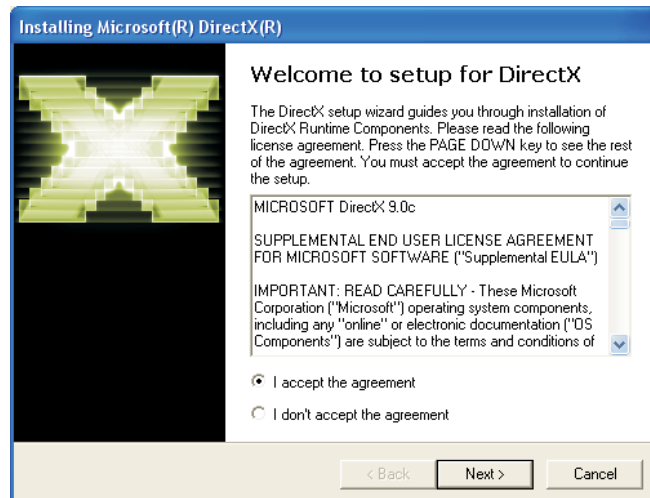 Installing Microsoft(R) DirectX(R)
Welcome to setup for DirectX
The DirectX setup wizard guides you through installation of
DirectX Runtime Components. Please read the following
license agreement. Press the PAGE DOWN key to see the rest
of the agreement. You must accept the agreement to continue
the setup.
MICROSOFT DirectX 9.0c
SUPPLEMENTAL END USER LICENSE AGREEMENT
FOR MICROSOFT SOFTWARE ("Supplemental EULA")
IMPORTANT: READ CAREFULLY - These Microsoft
Corporation ("Microsoft") operating system components,
including any "online" or electronic documentation ("OS
Components") are subject to the terms and conditions of
I accept the agreement
I don't accept the agreement
< Back Next > Cancel